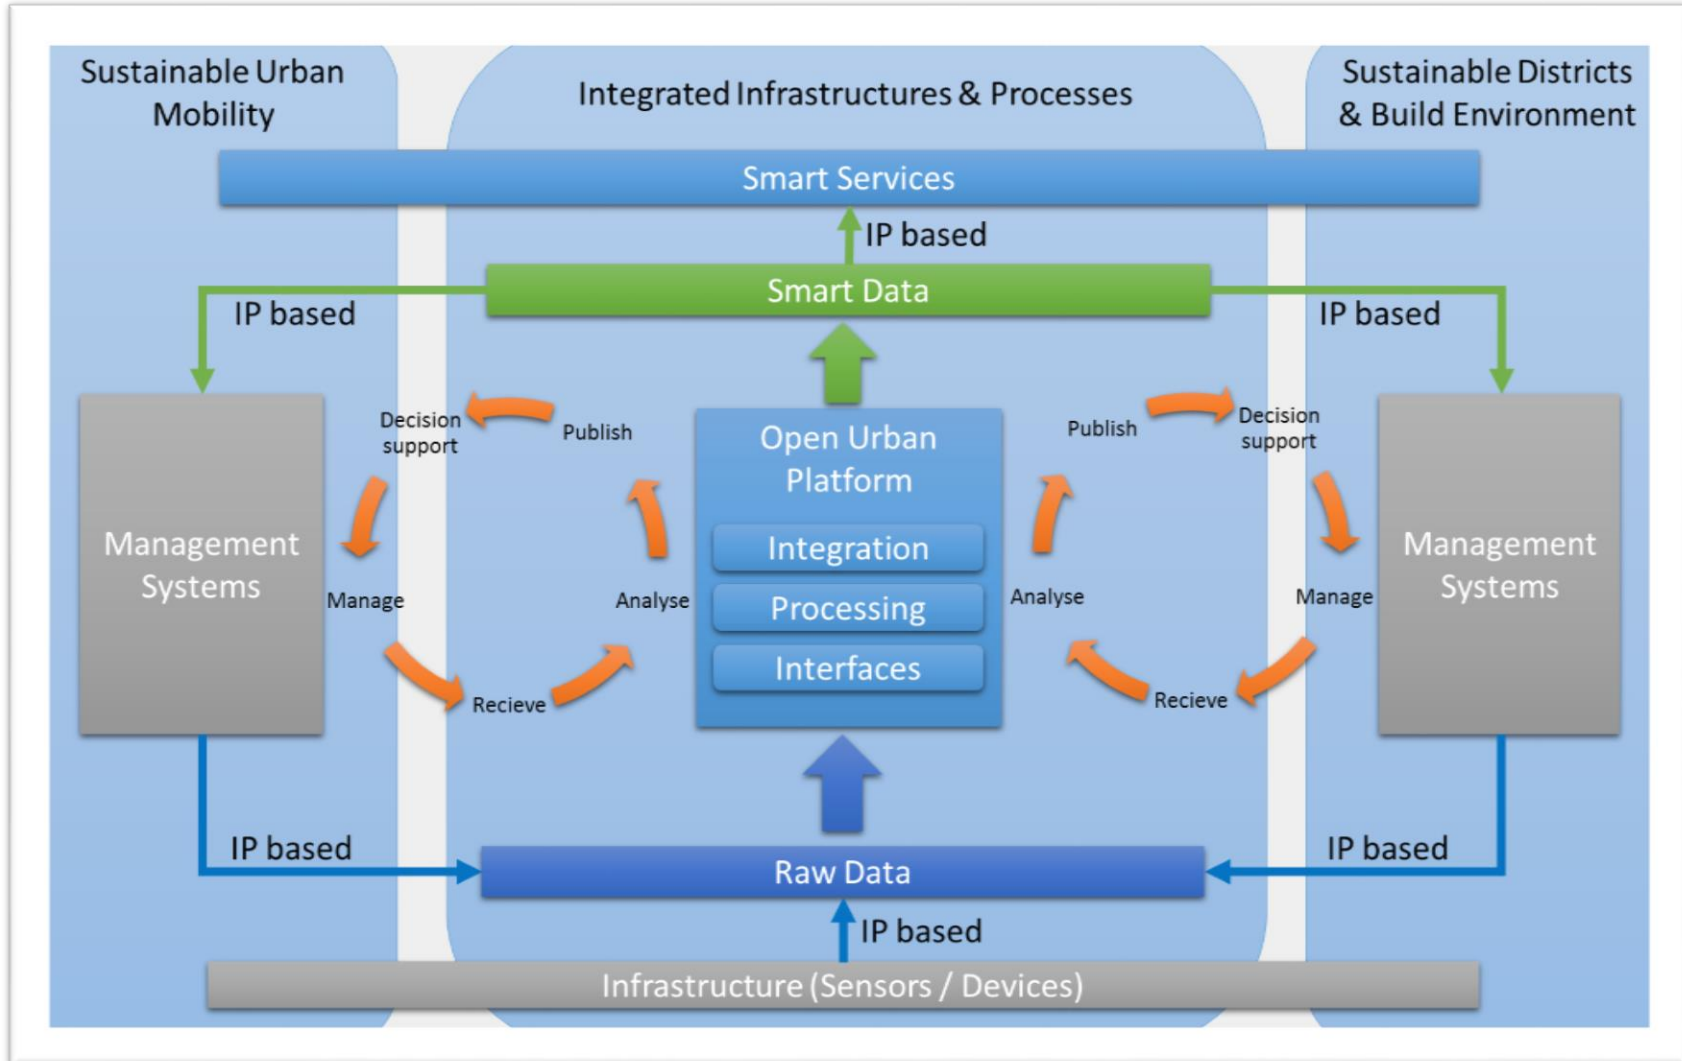 Sustainable Urban
Mobility
Integrated Infrastructures & Processes
Sustainable Districts
& Build Environment
Smart Services
IP based
Smart Data
IP based
IP based
Decision
support
Publish
Publish
Decision
support
Open Urban
Platform
Management
Systems
Integration
Management
Systems
Manage
Analyse
Processing
Analyse
Manage
Interfaces
Recieve
Recieve
IP based
IP based
Raw Data
IP based
Infrastructure (Sensors / Devices)